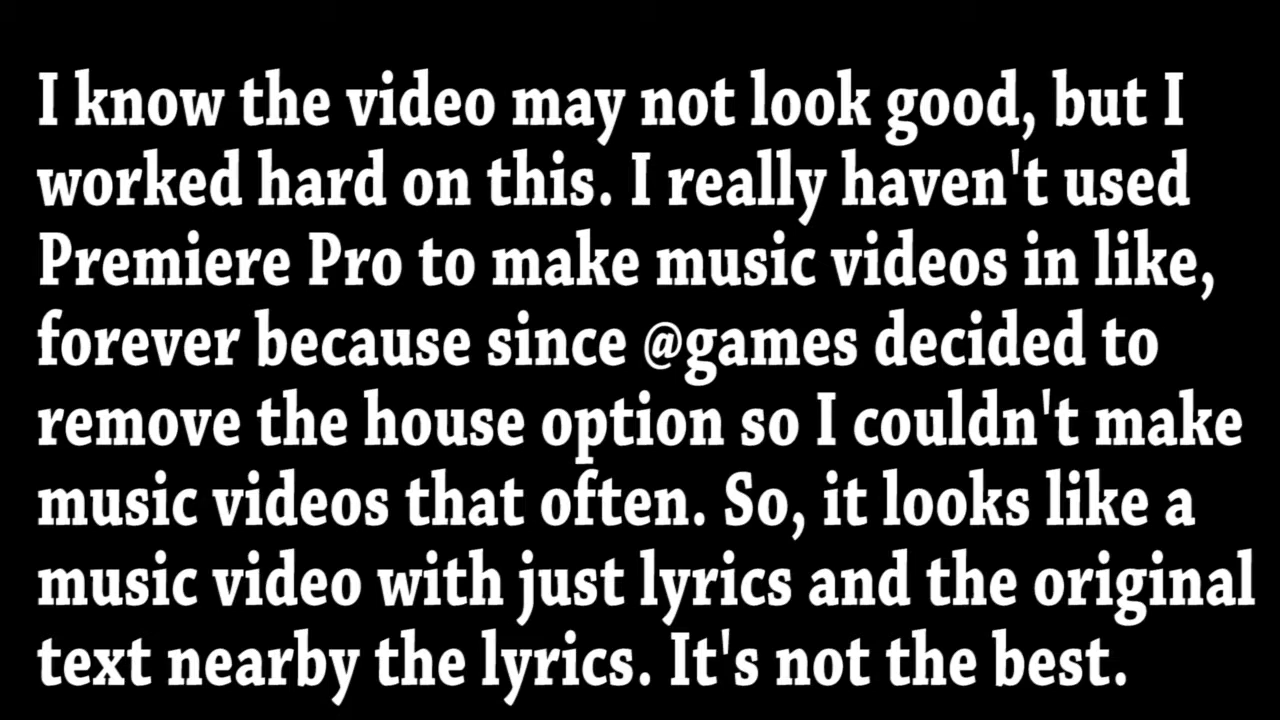 I know the video may not look good, but I
worked hard on this. I really haven't used
Premiere Pro to make music videos in like,
forever because since @games decided to
remove the house option so I couldn't make
music videos that often. So, it looks like a
music video with just lyrics and the original
text nearby the lyrics. It's not the best.